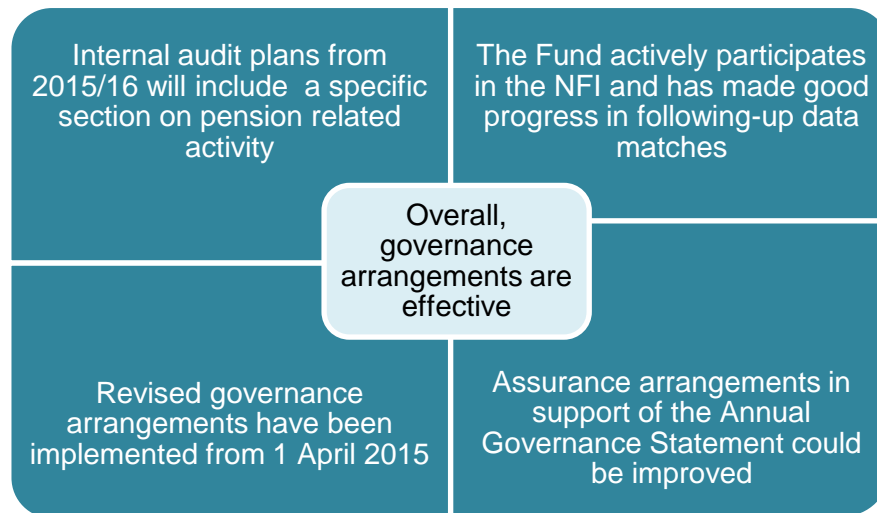 Internal audit plans from
2015/16 will include  a specific
section on pension related
activity
The Fund actively participates
in the NFI and has made good
progress in following-up data
matches
Overall,
governance
arrangements are
effective
Revised governance
arrangements have been
implemented from 1 April 2015
Assurance arrangements in
support of the Annual
Governance Statement could
be improved